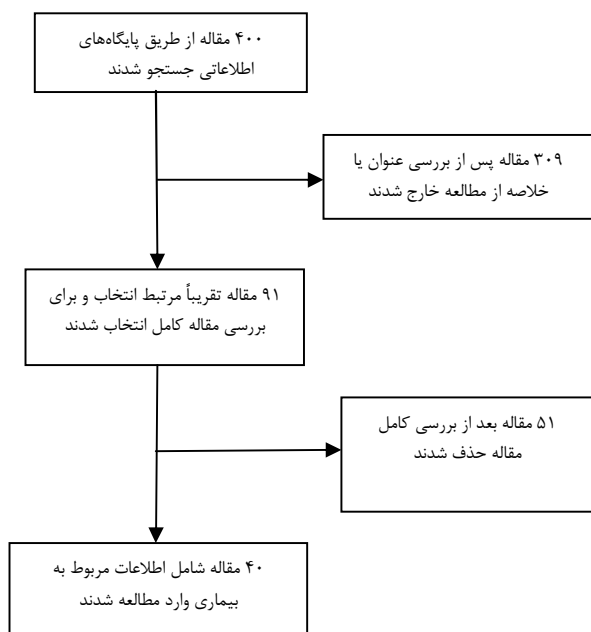 ۴۰۰ مقاله از طریق پایگاه‌های
اطلاعاتی جستجو شدند
۳۰۹ مقاله پس از بررسی عنوان یا
خلاصه از مطالعه خارج شدند
۹۱ مقاله تقریباً مرتبط انتخاب و برای
بررسی مقاله کامل انتخاب شدند
۵۱ مقاله بعد از بررسی کامل
مقاله حذف شدند
۴۰ مقاله شامل اطلاعات مربوط به
بیماری وارد مطالعه شدند